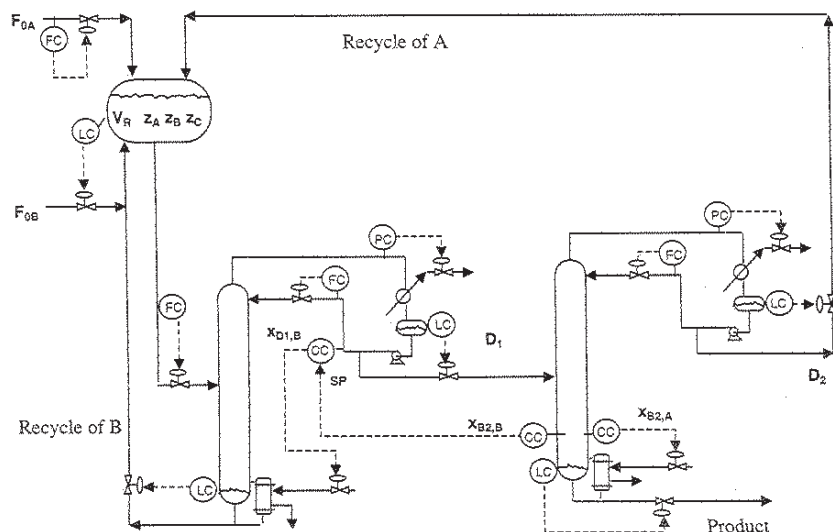 F0A
FC
Recycle of A
LC
VR ZA ZB ZC
F0B
PC
PC
FC
FC
FC
LC
LC
xD1,B
CC
SP
D1
D2
xB2,B
xB2,A
CC
CC
Recycle of B
LC
LC
Product